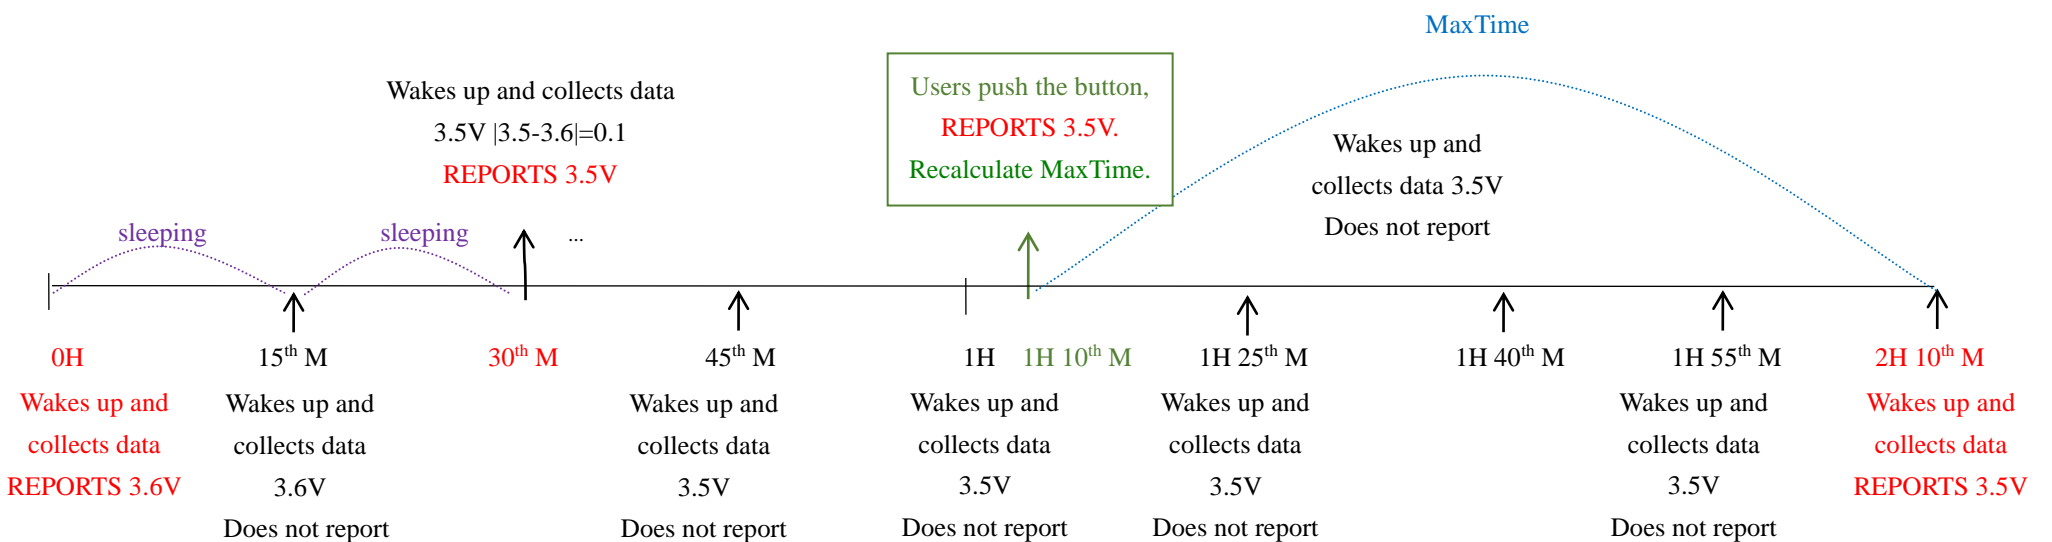 MaxTime
Wakes up and collects data
3.5V |3.5-3.6|=0.1
REPORTS 3.5V
Users push the button,
REPORTS 3.5V.
Recalculate MaxTime.
Wakes up and
collects data 3.5V
Does not report
sleeping
sleeping
...
0H
Wakes up and
collects data
REPORTS 3.6V
15th M
Wakes up and
collects data
3.6V
Does not report
30th M
45th M
Wakes up and
collects data
3.5V
Does not report
1H
Wakes up and
collects data
3.5V
Does not report
1H 10th M
1H 25th M
Wakes up and
collects data
3.5V
Does not report
1H 40th M
1H 55th M
Wakes up and
collects data
3.5V
Does not report
2H 10th M
Wakes up and
collects data
REPORTS 3.5V